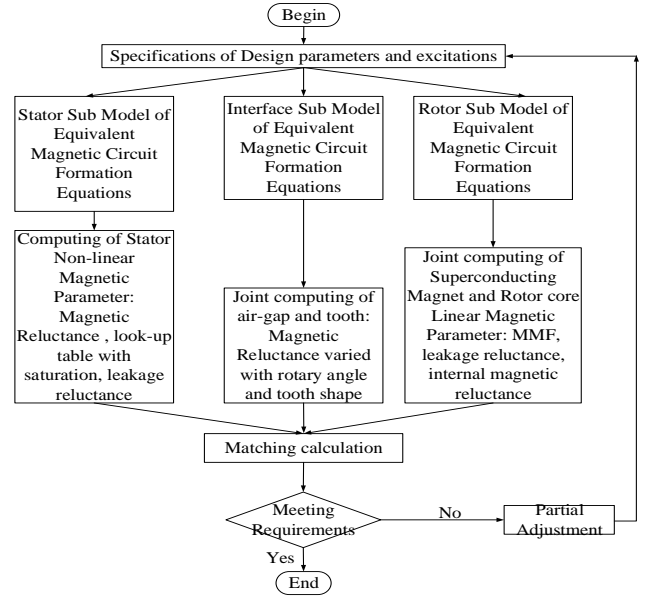 Begin
Specifications of Design parameters and excitations
Stator Sub Model of
Equivalent
Magnetic Circuit
Formation
Equations
Interface Sub Model
of Equivalent
Magnetic Circuit
Formation
Equations
Rotor Sub Model of
Equivalent
Magnetic Circuit
Formation
Equations
Computing of Stator
Non-linear
Magnetic
Parameter:
Magnetic
Reluctance , look-up
table with
saturation, leakage
reluctance
Joint computing of
air-gap and tooth:
Magnetic
Reluctance varied
with rotary angle
and tooth shape
Joint computing of
Superconducting
Magnet and Rotor core
Linear Magnetic
Parameter: MMF,
leakage reluctance,
internal magnetic
reluctance
Matching calculation
Meeting
Requirements
No
Partial
Adjustment
Yes
End